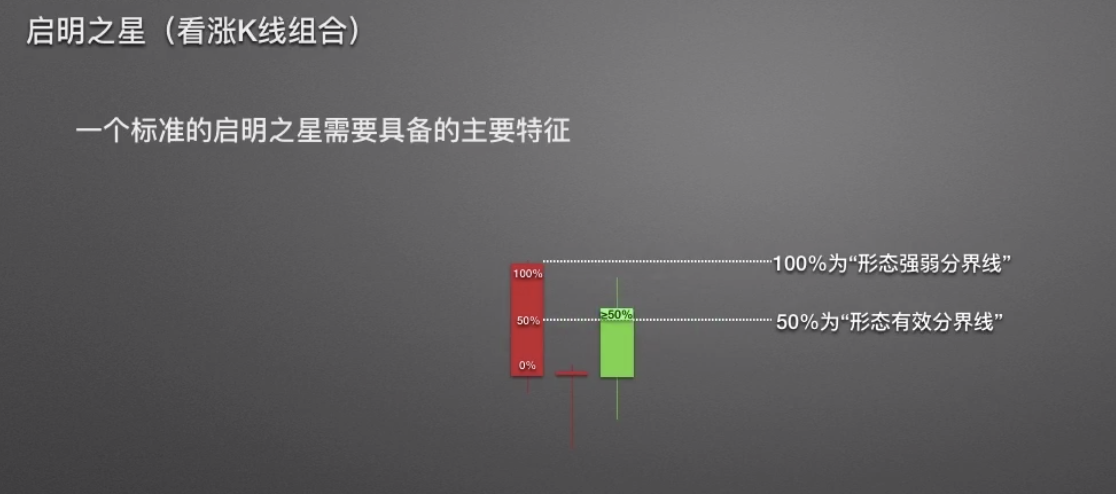 启明之星（看涨K线组合）
一个标准的启明之星需要具备的主要特征
100%为“形态强弱分界线”
100%
≥50%
50%
50%为“形态有效分界线”
0%